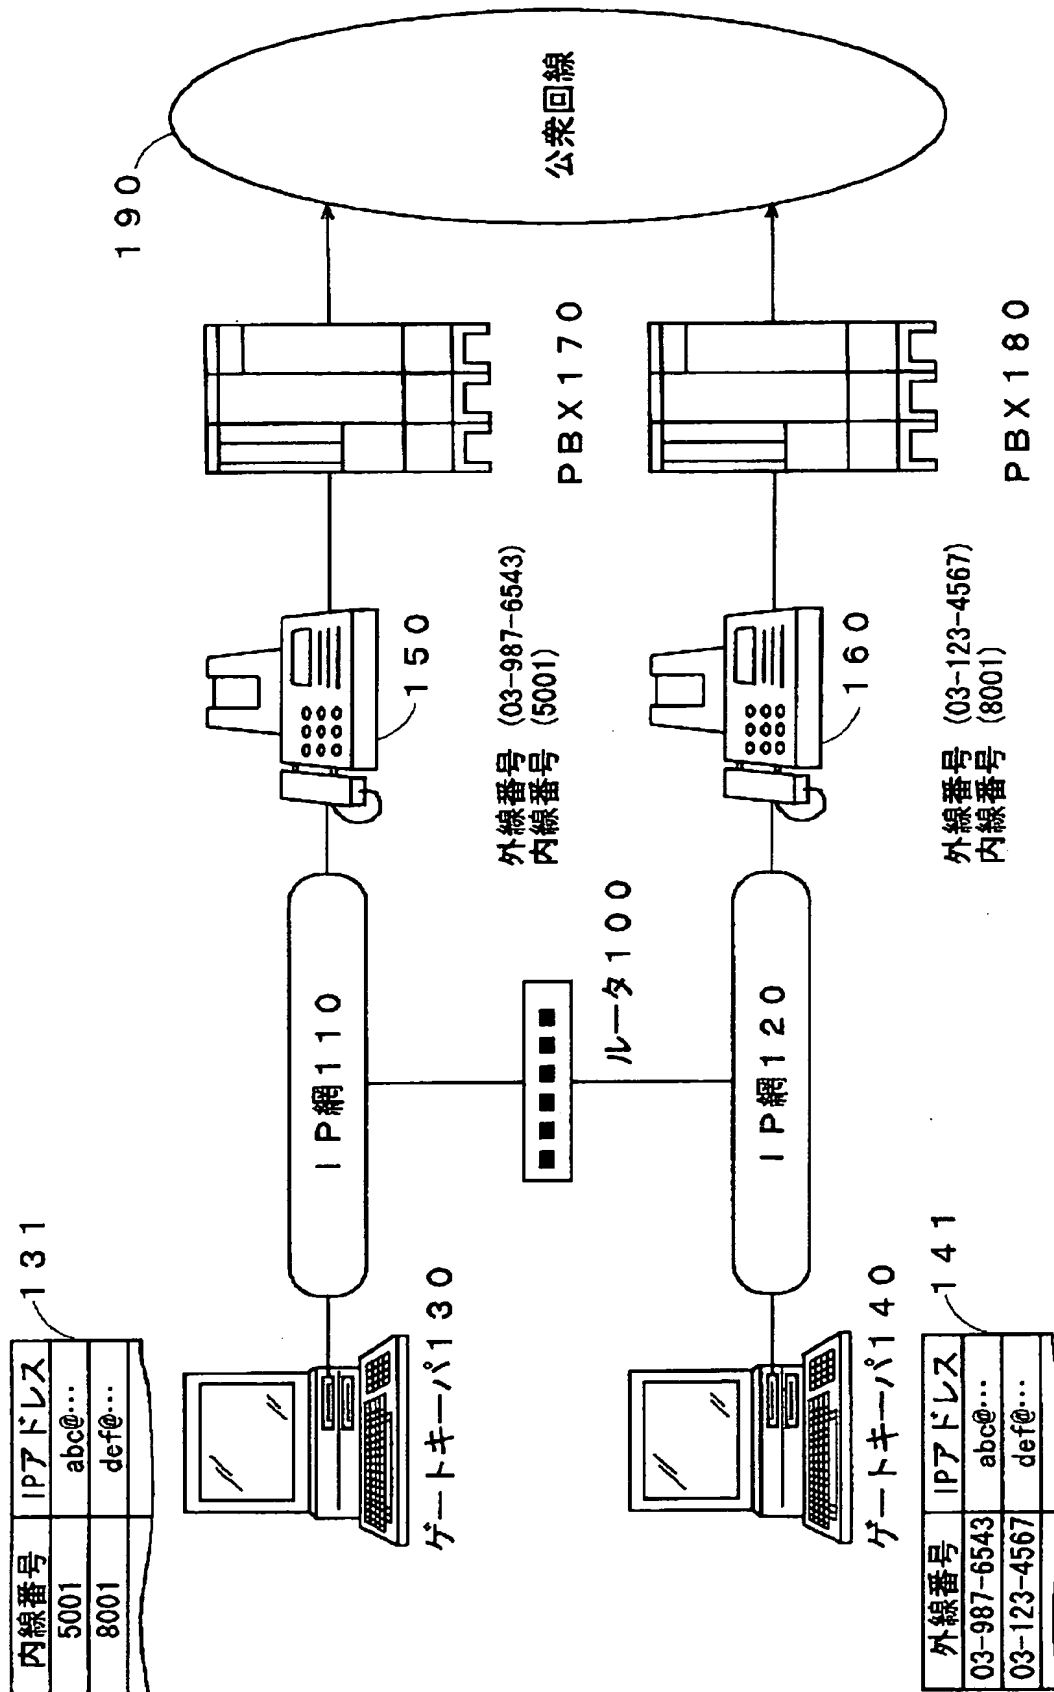 内線番号 IPアドレス
5001 abc@…
8001 def@…
131
ゲートキーパ130
IP網110
150
外線番号 (03-987-6543)
内線番号 (5001)
PBX170
190
公衆回線
ルータ100
外線番号 IPアドレス
03-987-6543 abc@…
03-123-4567 def@…
141
ゲートキーパ140
IP網120
160
外線番号 (03-123-4567)
内線番号 (8001)
PBX180